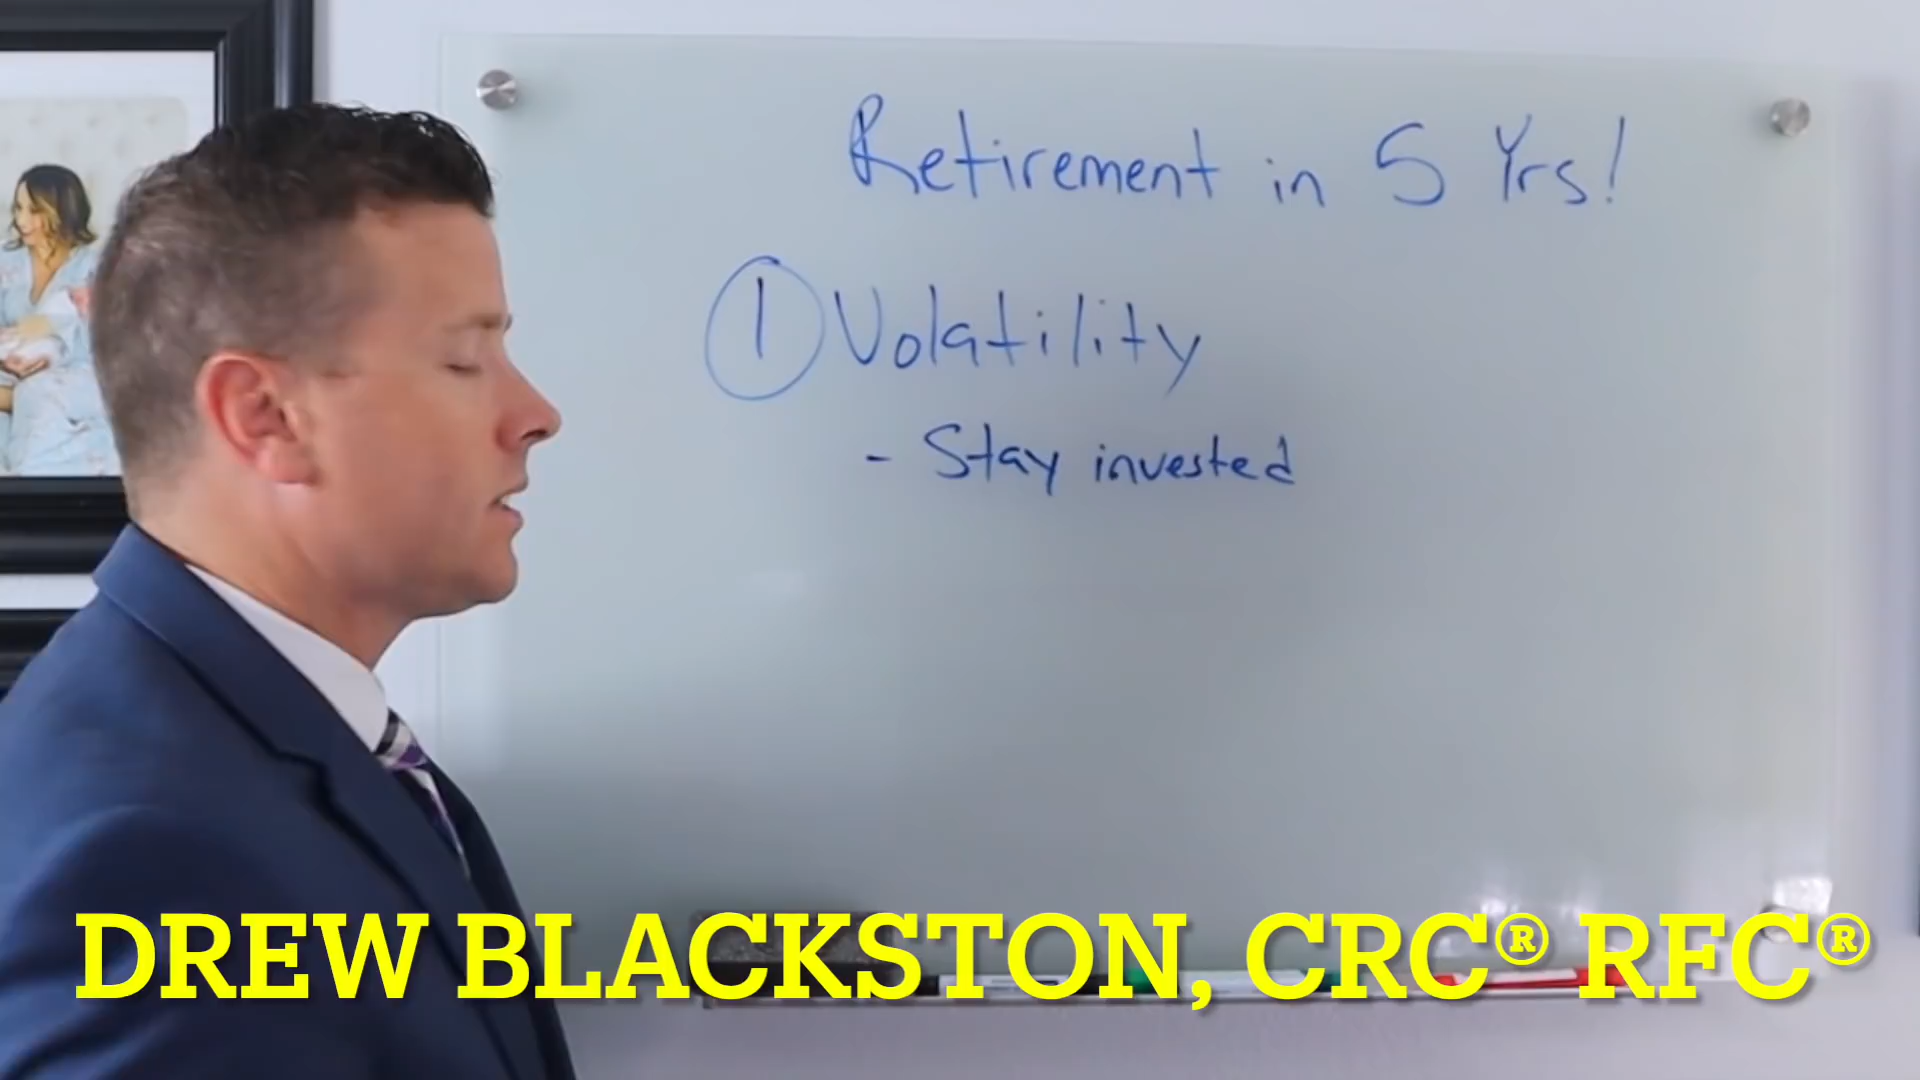 Retirement in 5 Yrs!
1 Volatility
- Stay invested
DREW BLACKSTON, CRC® RFC®